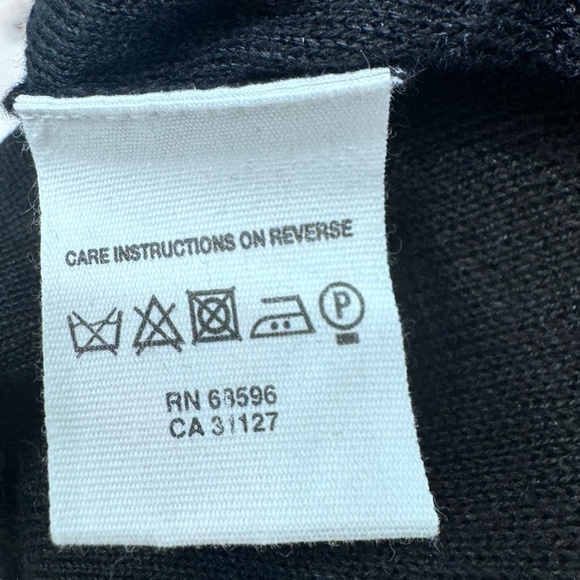 CARE INSTRUCTIONS ON REVERSE
P
RN 68596
CA 31127